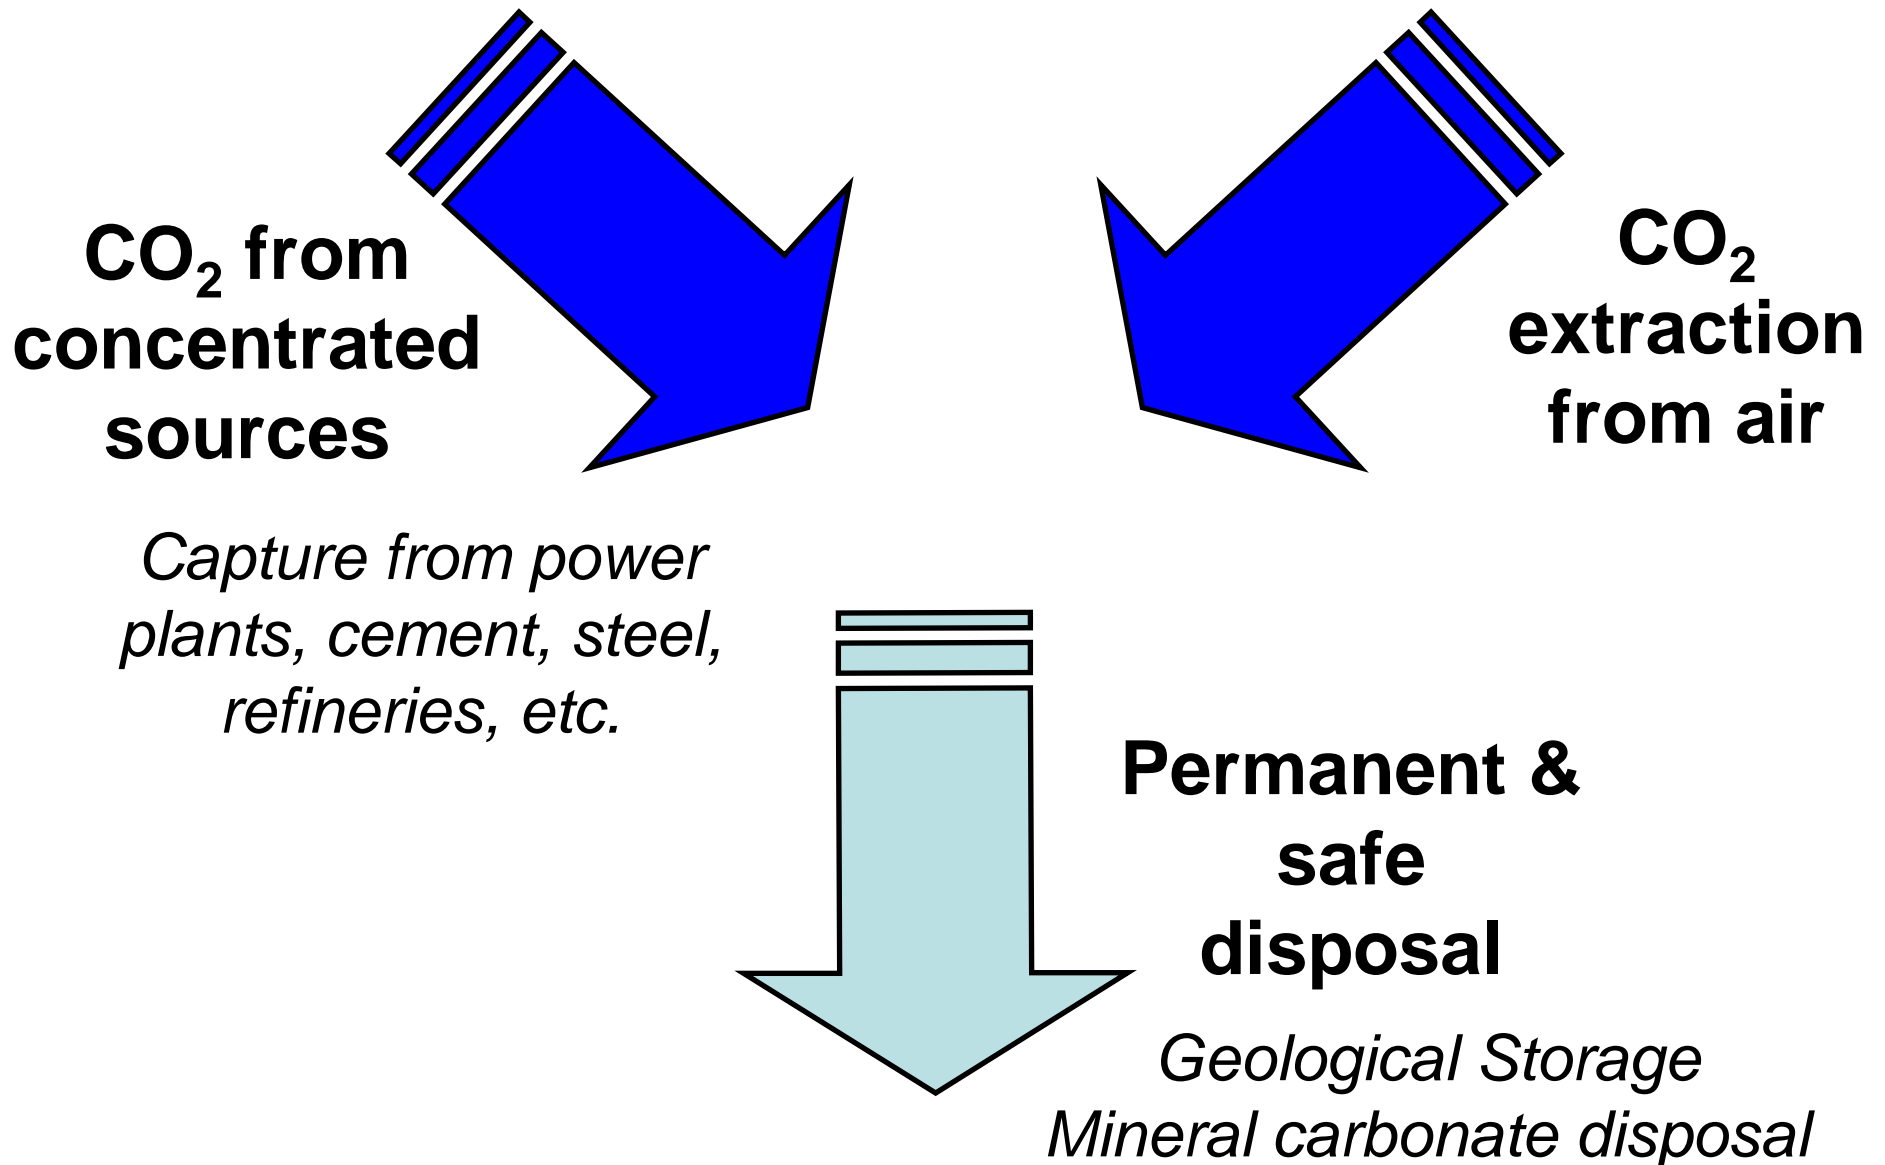 CO₂ from
concentrated
sources
CO₂
extraction
from air
Capture from power
plants, cement, steel,
refineries, etc.
Permanent &
safe
disposal
Geological Storage
Mineral carbonate disposal